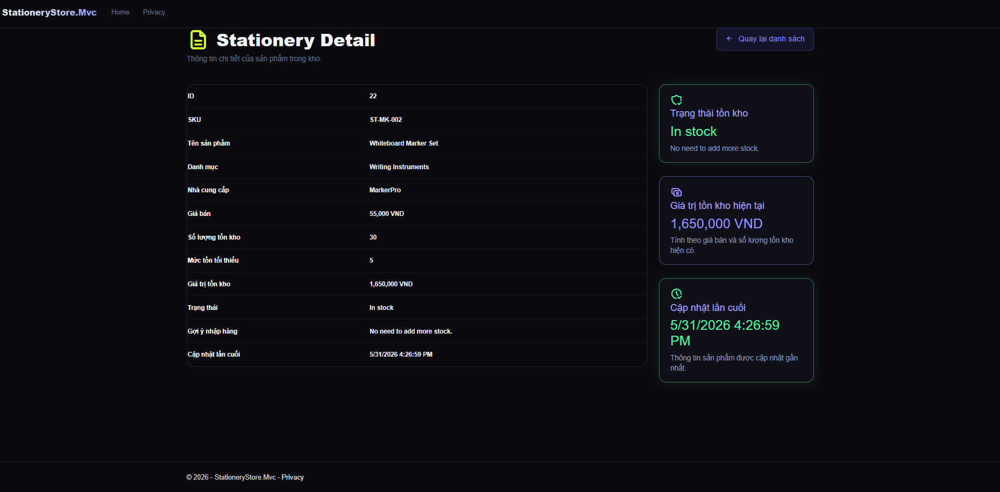 StationeryStore.Mvc Home Privacy
Stationery Detail
Quay lại danh sách
Thông tin chi tiết của sản phẩm trong kho.
ID 22
SKU ST-MK-002
Tên sản phẩm Whiteboard Marker Set
Danh mục Writing Instruments
Nhà cung cấp MarkerPro
Giá bán 55,000 VND
Số lượng tồn kho 30
Mức tồn tối thiểu 5
Giá trị tồn kho 1,650,000 VND
Trạng thái In stock
Gợi ý nhập hàng No need to add more stock.
Cập nhật lần cuối 5/31/2026 4:26:59 PM
Trạng thái tồn kho
In stock
No need to add more stock.
Giá trị tồn kho hiện tại
1,650,000 VND
Tính theo giá bán và số lượng tồn kho
hiện có.
Cập nhật lần cuối
5/31/2026 4:26:59
PM
Thông tin sản phẩm được cập nhật gần
nhất.
© 2026 - StationeryStore.Mvc - Privacy